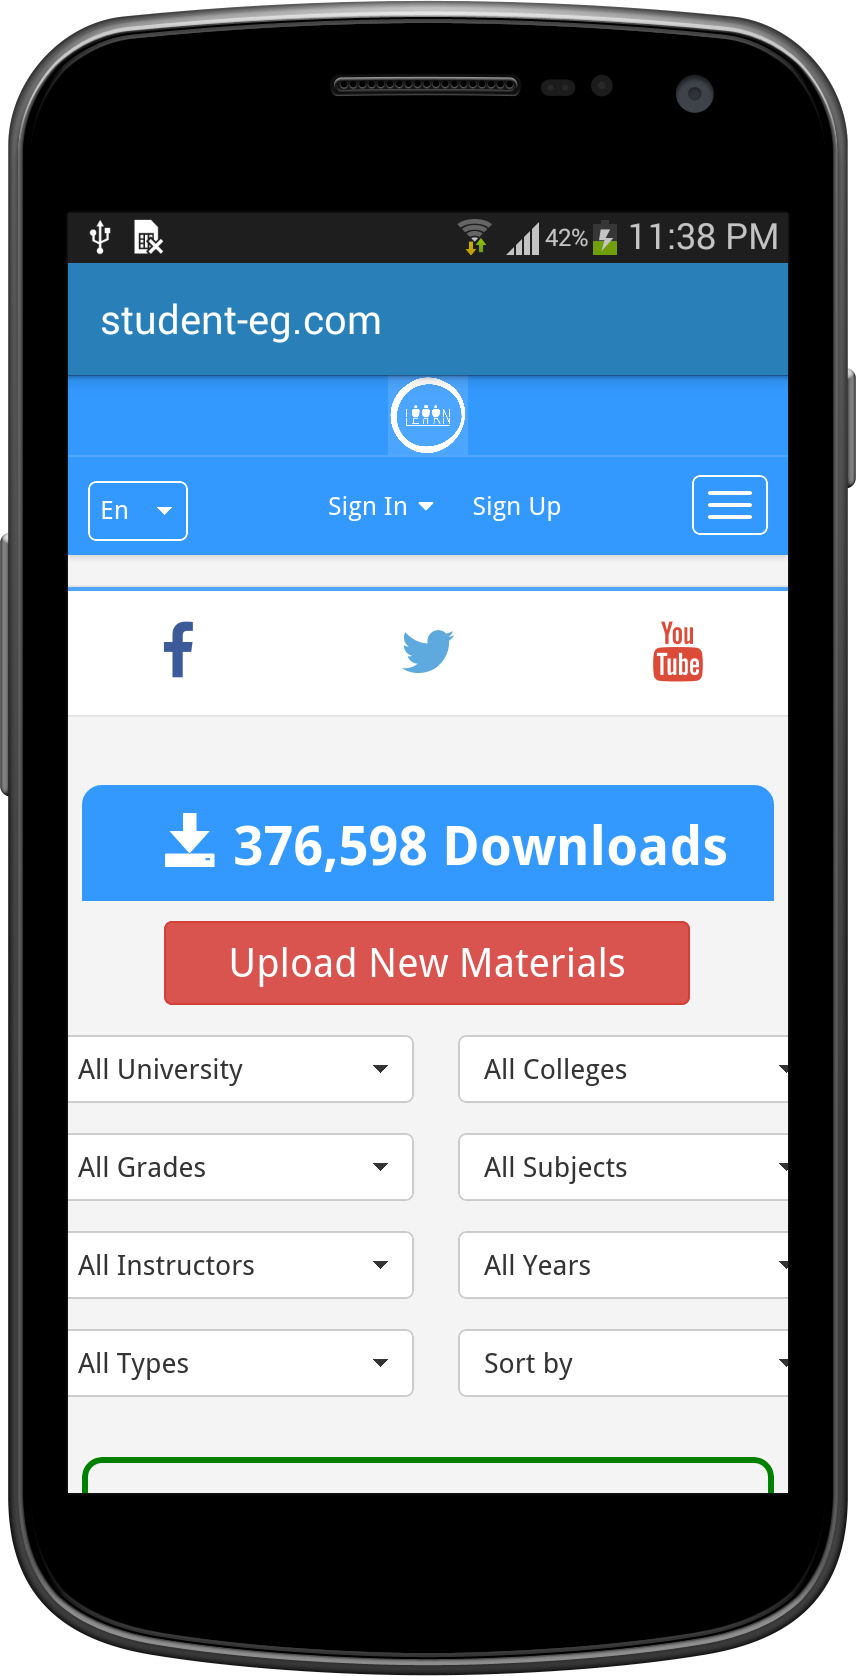 42% 11:38 PM
student-eg.com
LEARN
En Sign In Sign Up
You
Tube
376,598 Downloads
Upload New Materials
All University All Colleges
All Grades All Subjects
All Instructors All Years
All Types Sort by